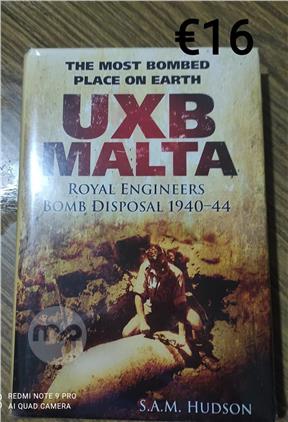 €16
THE MOST BOMBED
PLACE ON EARTH
UXB
MALTA
ROYAL ENGINEERS
BOMB DISPOSAL 1940–44
mp
REDMI NOTE 9 PRO
AI QUAD CAMERA
S.A.M. HUDSON